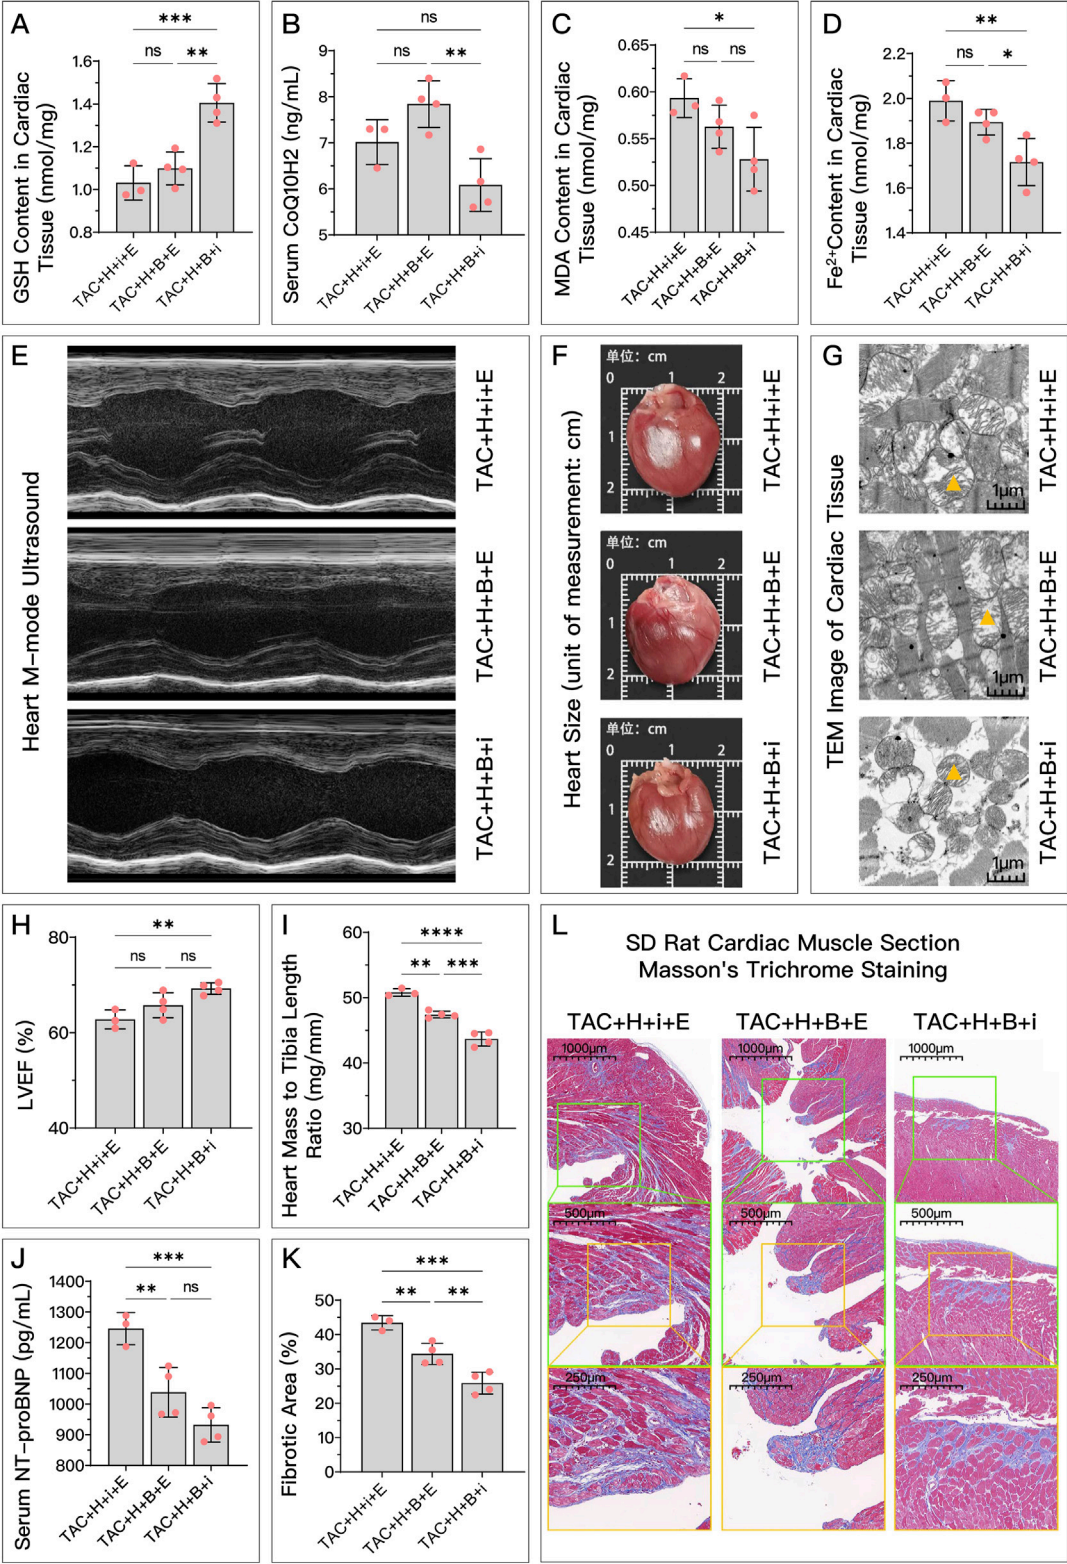 A
***
ns
**
GSH Content in Cardiac
Tissue (nmol/mg)
1.6
1.4
1.2
1.0
0.8
TAC+H+i+E
TAC+H+B+E
TAC+H+B+i
B
ns
ns
**
Serum CoQ10H2 (ng/mL)
9
8
7
6
5
TAC+H+i+E
TAC+H+B+E
TAC+H+B+i
C
*
ns
ns
MDA Content in Cardiac
Tissue (nmol/mg)
0.65
0.60
0.55
0.50
0.45
TAC+H+i+E
TAC+H+B+E
TAC+H+B+i
D
**
ns
*
Fe²⁺Content in Cardiac
Tissue (nmol/mg)
2.2
2.0
1.8
1.6
1.4
TAC+H+i+E
TAC+H+B+E
TAC+H+B+i
E
Heart M-mode Ultrasound
TAC+H+i+E
TAC+H+B+E
TAC+H+B+i
F
Heart Size (unit of measurement: cm)
单位：cm
0 1 2
1
2
TAC+H+i+E
单位：cm
0 1 2
1
2
TAC+H+B+E
单位：cm
0 1 2
1
2
TAC+H+B+i
G
TEM Image of Cardiac Tissue
1μm
TAC+H+i+E
1μm
TAC+H+B+E
1μm
TAC+H+B+i
H
**
ns
ns
LVEF (%)
80
60
40
TAC+H+i+E
TAC+H+B+E
TAC+H+B+i
I
****
**
***
Heart Mass to Tibia Length
Ratio (mg/mm)
60
50
40
30
TAC+H+i+E
TAC+H+B+E
TAC+H+B+i
J
***
**
ns
Serum NT-proBNP (pg/mL)
1400
1300
1200
1100
1000
900
800
TAC+H+i+E
TAC+H+B+E
TAC+H+B+i
K
***
**
**
Fibrotic Area (%)
50
40
30
20
10
0
TAC+H+i+E
TAC+H+B+E
TAC+H+B+i
L
SD Rat Cardiac Muscle Section
Masson's Trichrome Staining
TAC+H+i+E
TAC+H+B+E
TAC+H+B+i
1000μm
1000μm
1000μm
500μm
500μm
500μm
250μm
250μm
250μm